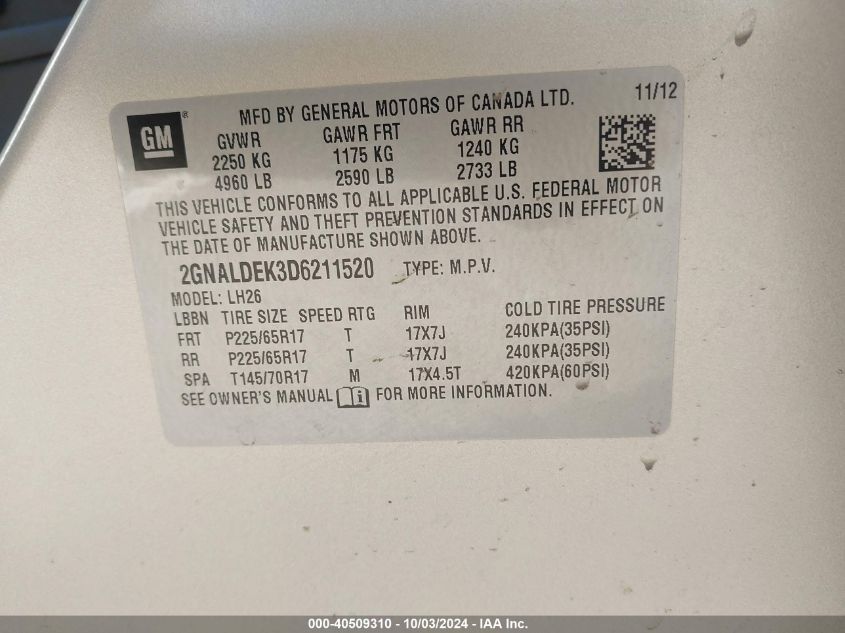 MFD BY GENERAL MOTORS OF CANADA LTD. 11/12
GM ®
GVWR GAWR FRT GAWR RR
2250 KG 1175 KG 1240 KG
4960 LB 2590 LB 2733 LB
THIS VEHICLE CONFORMS TO ALL APPLICABLE U.S. FEDERAL MOTOR
VEHICLE SAFETY AND THEFT PREVENTION STANDARDS IN EFFECT ON
THE DATE OF MANUFACTURE SHOWN ABOVE.
2GNALDEK3D6211520 TYPE: M.P.V.
MODEL: LH26
LBBN TIRE SIZE SPEED RTG RIM COLD TIRE PRESSURE
FRT P225/65R17 T 17X7J 240KPA(35PSI)
RR P225/65R17 T 17X7J 240KPA(35PSI)
SPA T145/70R17 M 17X4.5T 420KPA(60PSI)
SEE OWNER'S MANUAL i FOR MORE INFORMATION.
000-40509310 - 10/03/2024 - IAA Inc.